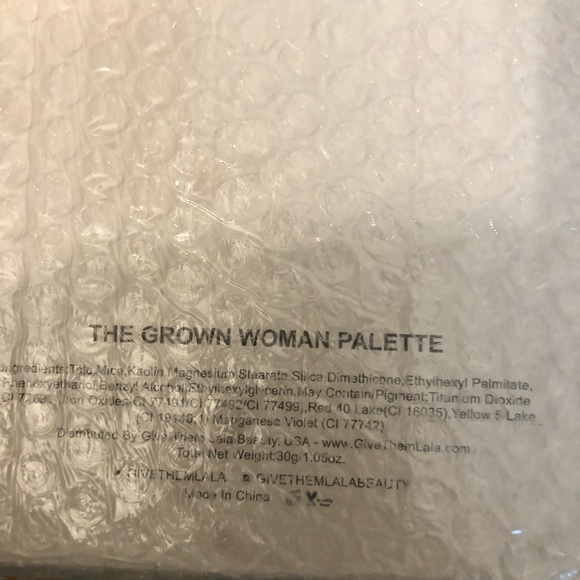 THE GROWN WOMAN PALETTE
Ingredients:Talc,Mica,Kaolin,Magnesium Stearate,Silica,Dimethicone,Ethylhexyl Palmitate,
Phenoxyethanol,Benzyl Alcohol,Ethylhexylglycerin,May Contain/Pigment:Titanium Dioxide
Iron Oxides(CI 77491/CI 77492/CI 77499),Red 40 Lake(CI 16035),Yellow 5 Lake
(CI 19140:1) Manganese Violet (CI 77742)
Distributed By Give Them Lala Beauty, USA - www.GiveThemLala.com
Total Net Weight:30g/1.05oz.
GIVETHEMLALA GIVETHEMLALABEAUTY
Made In China